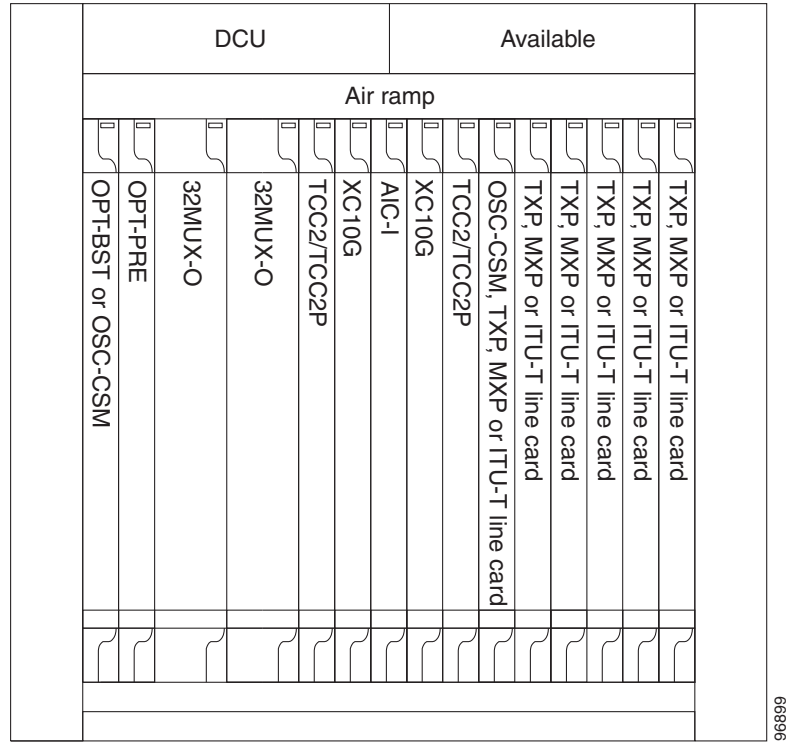 DCU
Available
Air ramp
OPT-BST or OSC-CSM
OPT-PRE
32MUX-O
32MUX-O
TCC2/TCC2P
XC10G
AIC-I
XC10G
TCC2/TCC2P
OSC-CSM, TXP, MXP or ITU-T line card
TXP, MXP or ITU-T line card
TXP, MXP or ITU-T line card
TXP, MXP or ITU-T line card
TXP, MXP or ITU-T line card
TXP, MXP or ITU-T line card
66896